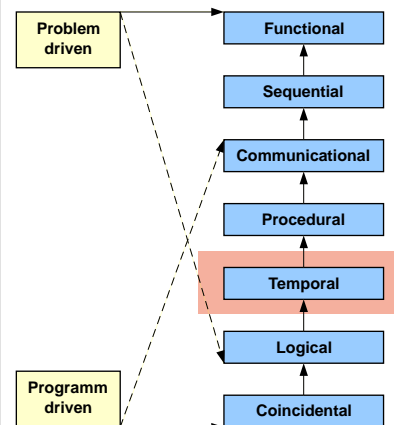 Problem
driven
Functional
Sequential
Communicational
Procedural
Temporal
Logical
Programm
driven
Coincidental